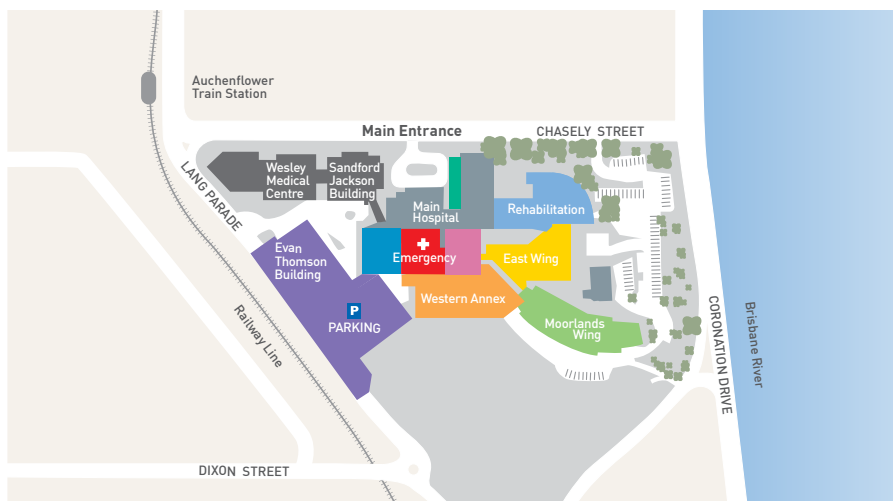 Auchenflower
Train Station
Main Entrance
CHASELY STREET
LANG PARADE
Wesley
Medical
Centre
Sandford
Jackson
Building
Main
Hospital
Rehabilitation
Evan
Thomson
Building
Emergency
East Wing
Western Annex
P
PARKING
Moorlands
Wing
Railway Line
CORONATION DRIVE
Brisbane River
DIXON STREET